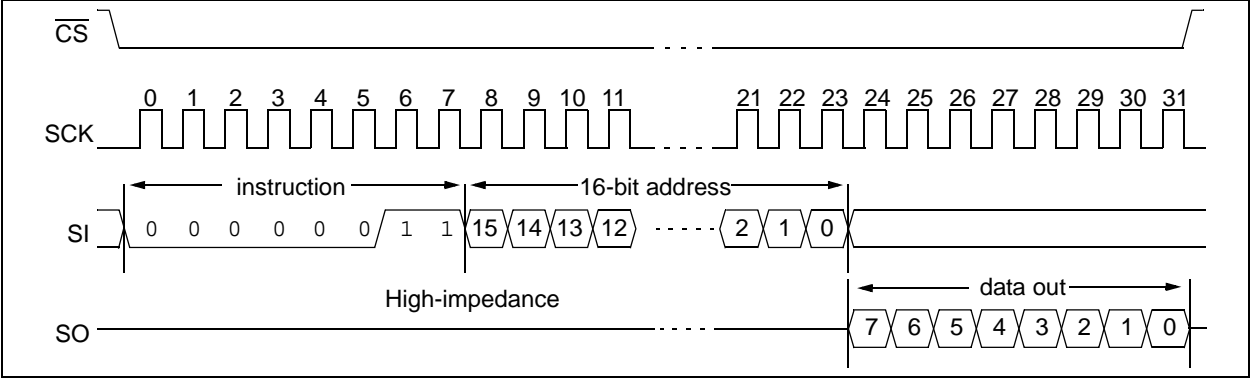 CS
0 1 2 3 4 5 6 7 8 9 10 11 21 22 23 24 25 26 27 28 29 30 31
SCK
instruction 16-bit address
SI 0 0 0 0 0 0 1 1 15 14 13 12 2 1 0
High-impedance data out
SO 7 6 5 4 3 2 1 0